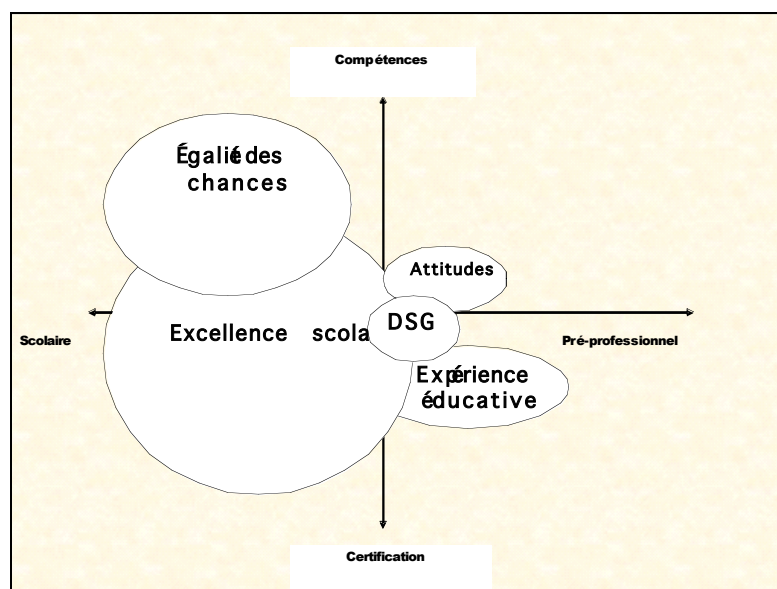 Compétences
Égalité des
chances
Attitudes
DSG
Excellence scola
Scolaire
Pré-professionnel
Expérience
éducative
Certification